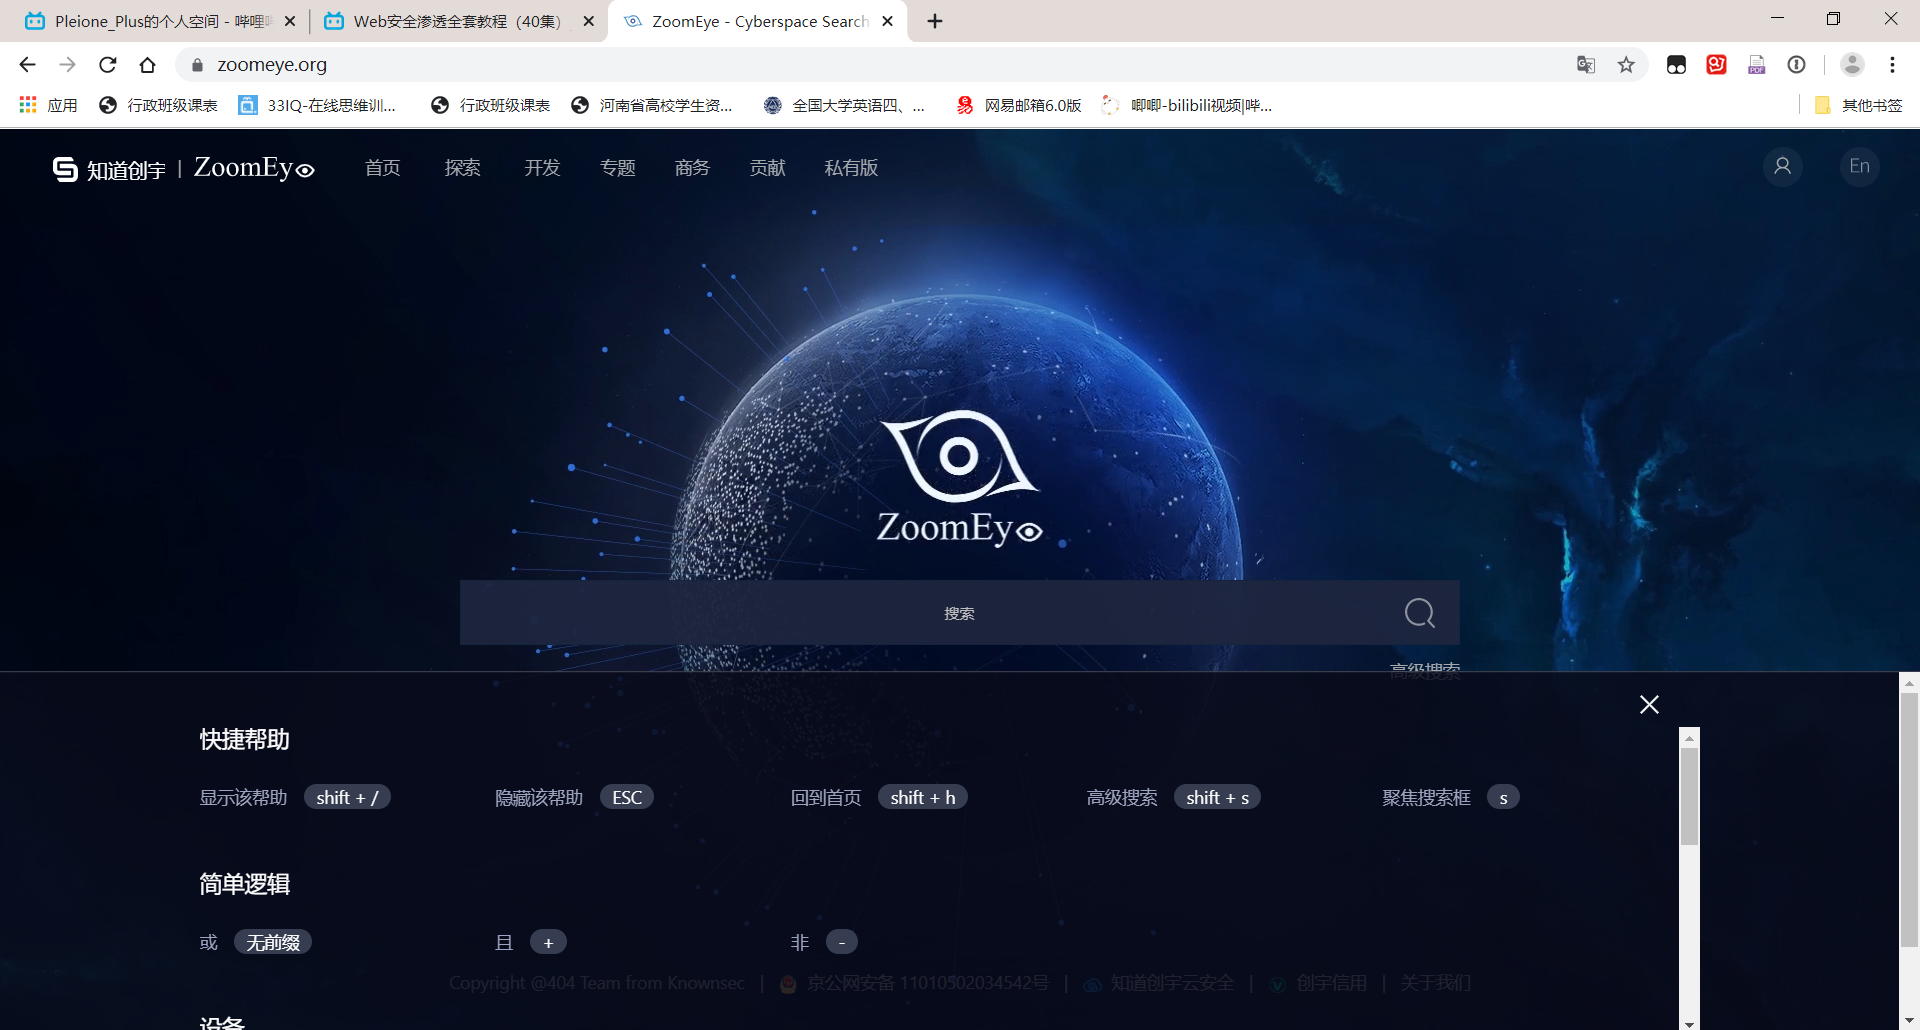 Pleione_Plus的个人空间 - 哔哩
Web安全渗透全套教程（40集）
ZoomEye - Cyberspace Search
zoomeye.org
应用
行政班级课表
33IQ-在线思维训...
行政班级课表
河南省高校学生资...
全国大学英语四、...
网易邮箱6.0版
唧唧-bilibili视频|哔...
其他书签
知道创宇 | ZoomEye
首页
探索
开发
专题
商务
贡献
私有版
En
ZoomEye
搜索
高级搜索
快捷帮助
显示该帮助 shift + /
隐藏该帮助 ESC
回到首页 shift + h
高级搜索 shift + s
聚焦搜索框 s
简单逻辑
或 无前缀
且 +
非 -
Copyright @404 Team from Knownsec | 京公网安备 11010502034542号 | 知道创宇云安全 | 创宇信用 | 关于我们
设备